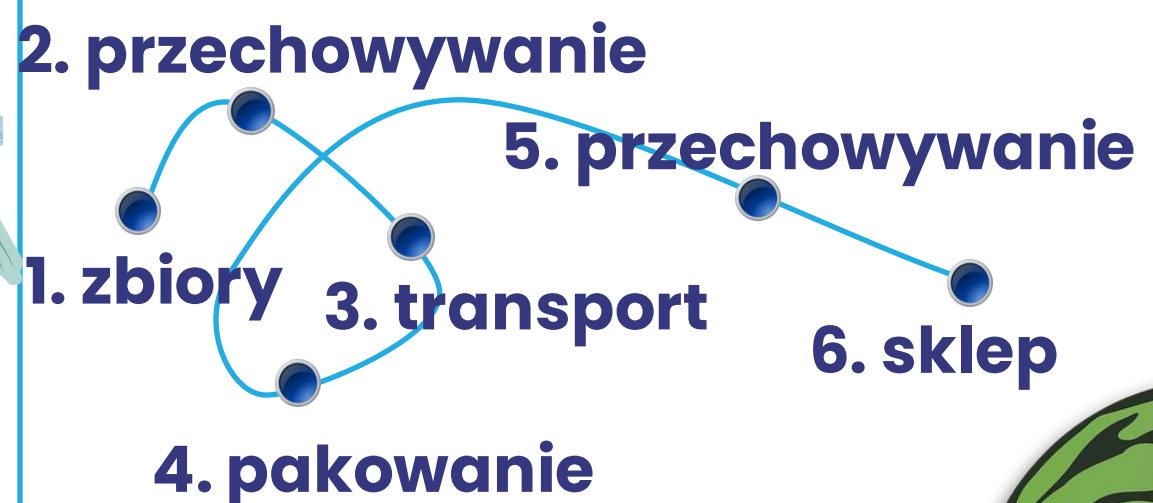 1. zbiory
2. przechowywanie
3. transport
4. pakowanie
5. przechowywanie
6. sklep